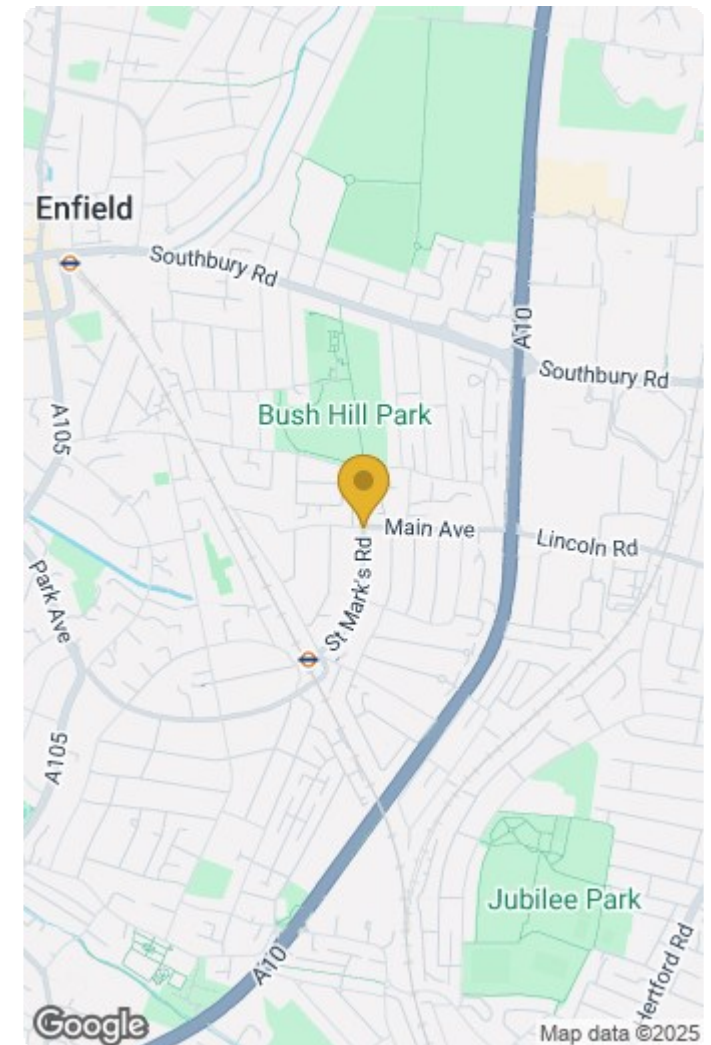 Enfield
Southbury Rd
A10
Southbury Rd
A105
Bush Hill Park
Main Ave
Lincoln Rd
St Mark's Rd
Park Ave
A105
Jubilee Park
Hertford Rd
A10
Google
Map data ©2025